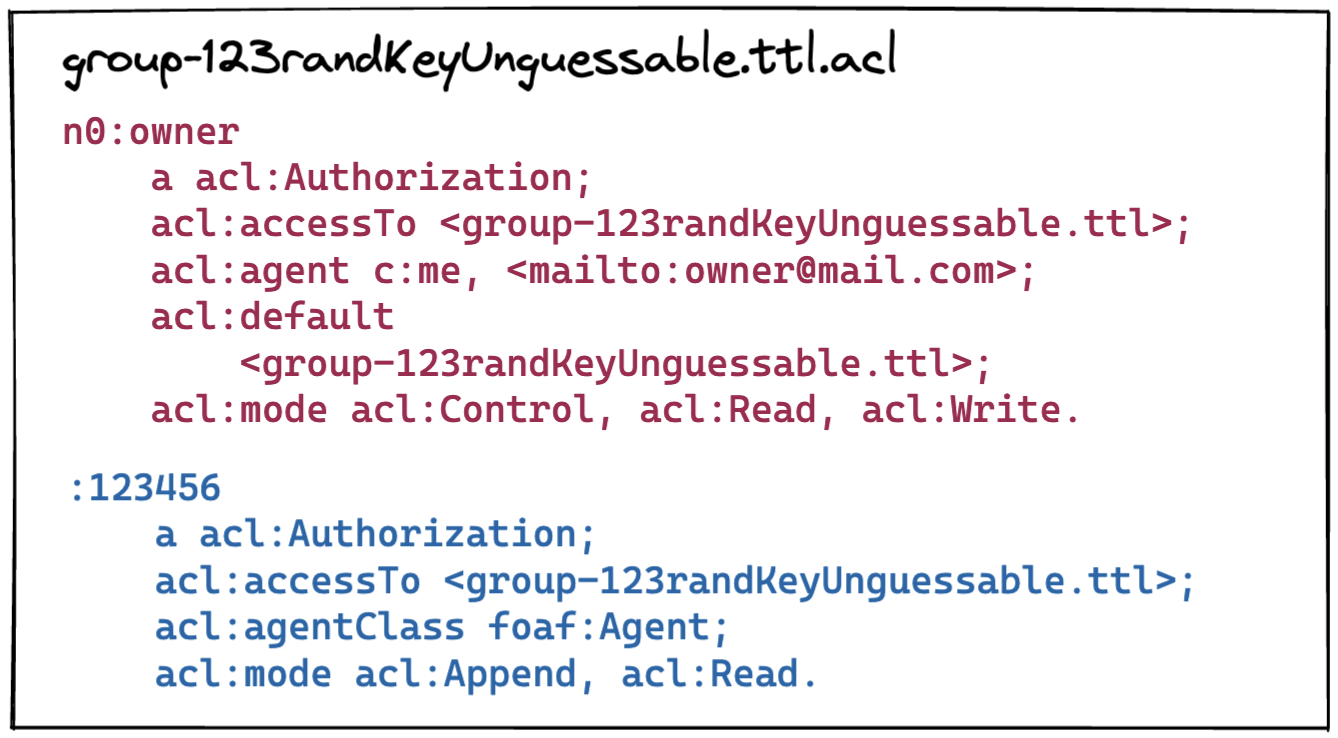 group-123randKeyUnguessable.ttl.acl
n0:owner
a acl:Authorization;
acl:accessTo <group-123randKeyUnguessable.ttl>;
acl:agent c:me, <mailto:owner@mail.com>;
acl:default
<group-123randKeyUnguessable.ttl>;
acl:mode acl:Control, acl:Read, acl:Write.
:123456
a acl:Authorization;
acl:accessTo <group-123randKeyUnguessable.ttl>;
acl:agentClass foaf:Agent;
acl:mode acl:Append, acl:Read.